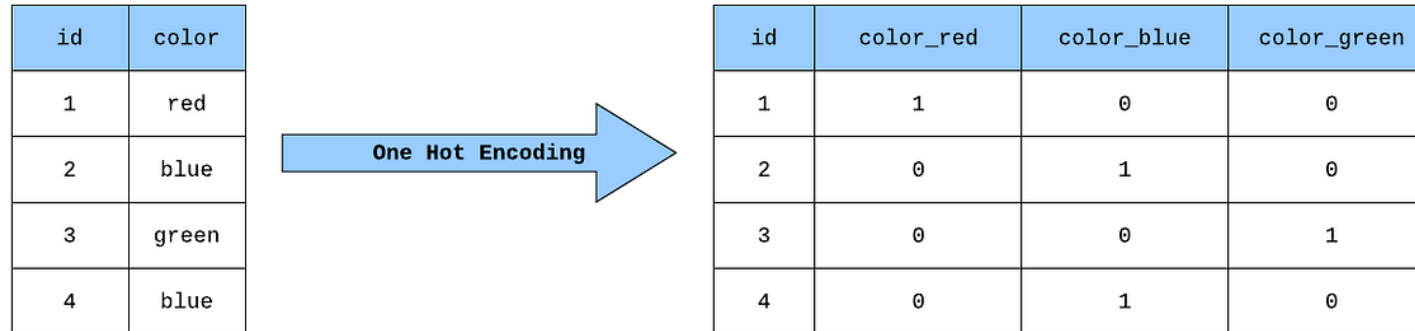 id color
1 red
2 blue
3 green
4 blue
One Hot Encoding
id color_red color_blue color_green
1 1 0 0
2 0 1 0
3 0 0 1
4 0 1 0